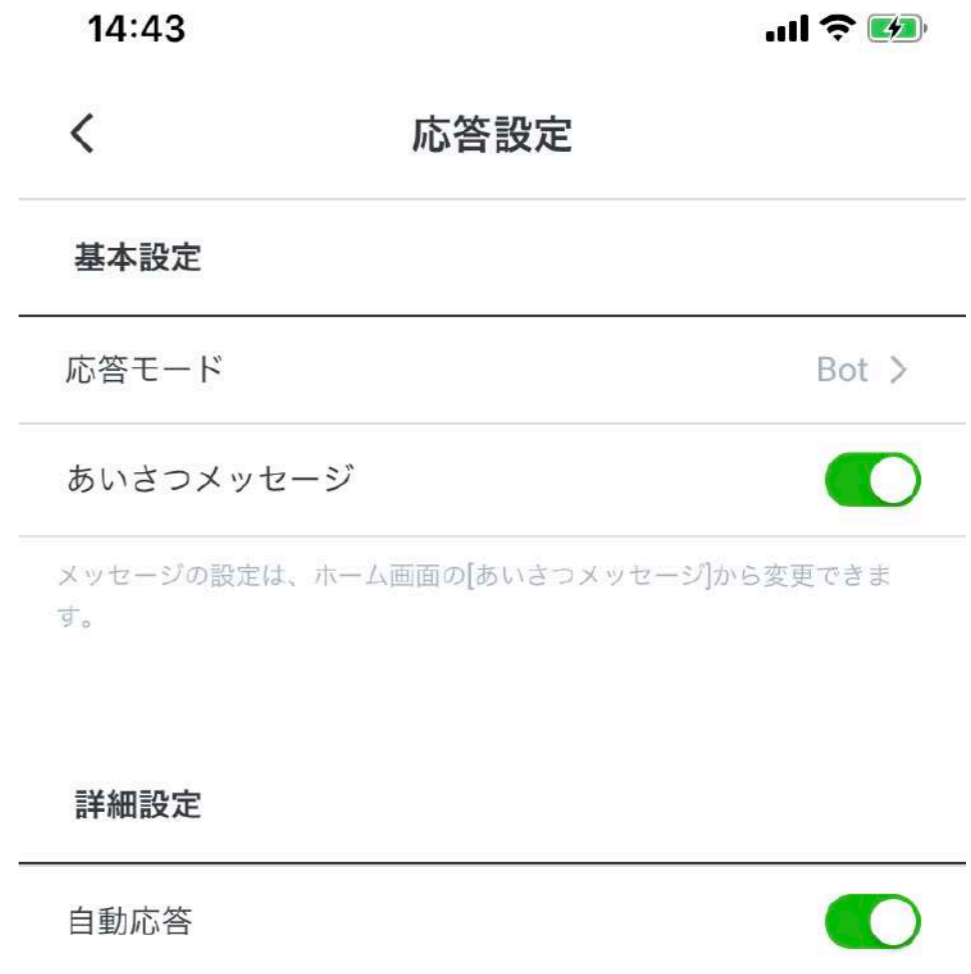 14:43
応答設定
基本設定
応答モード Bot
あいさつメッセージ
メッセージの設定は、ホーム画面の[あいさつメッセージ]から変更できま
す。
詳細設定
自動応答